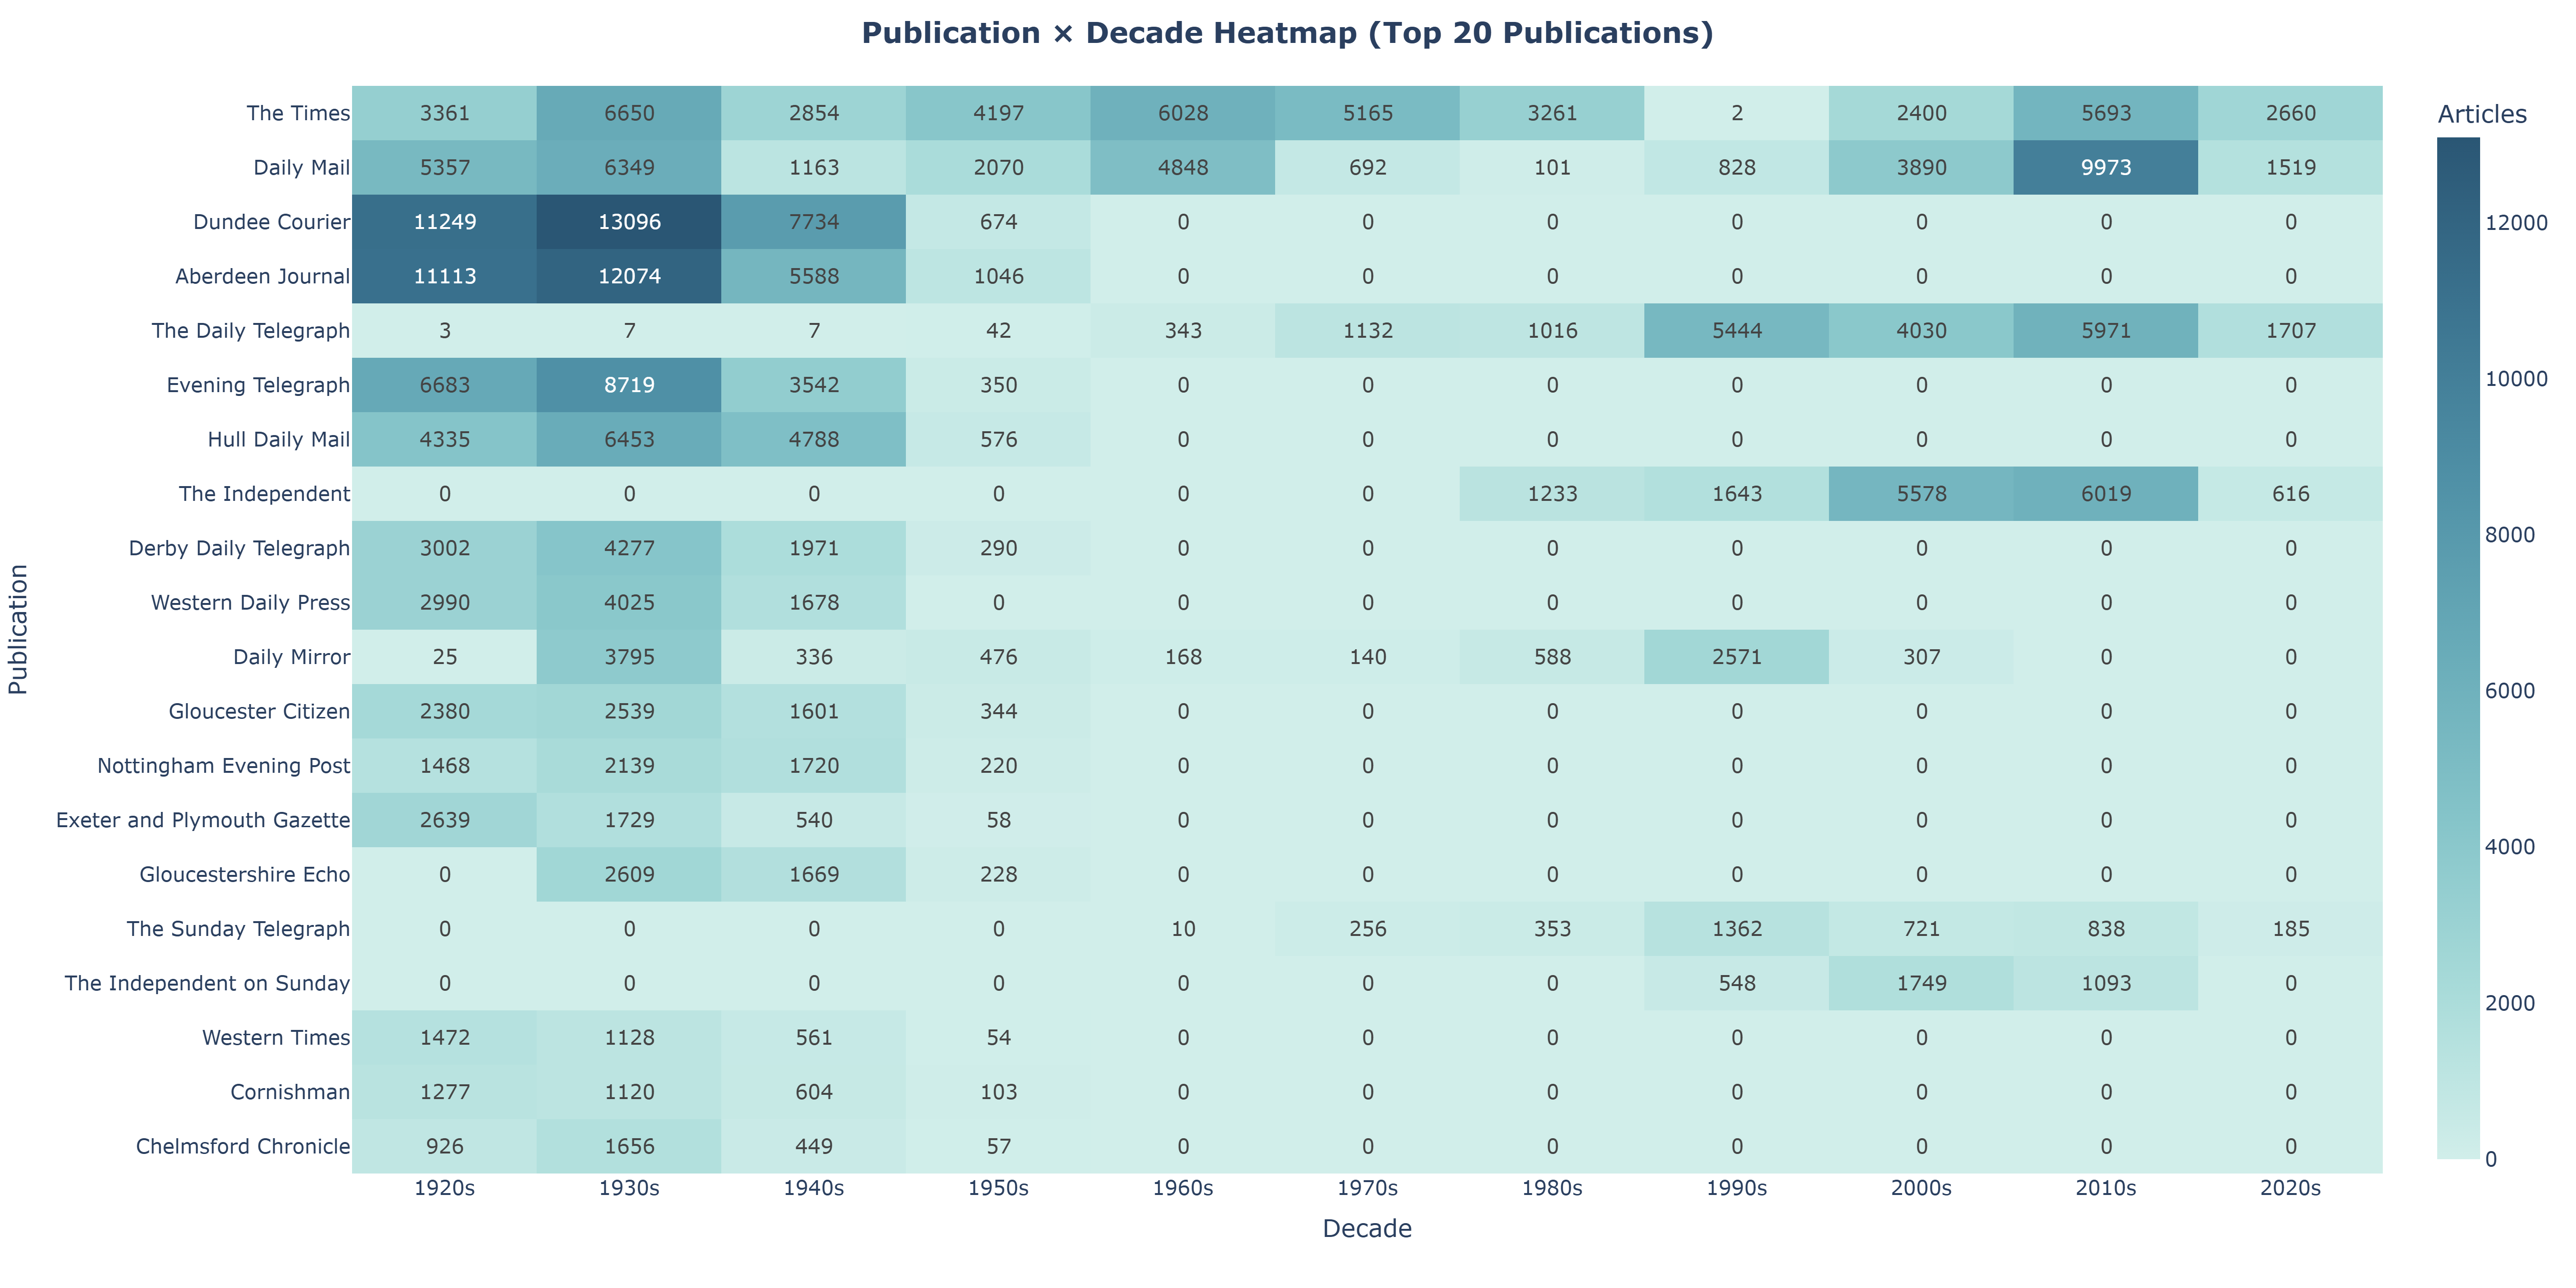 Publication × Decade Heatmap (Top 20 Publications)
Articles
The Times 3361 6650 2854 4197 6028 5165 3261 2 2400 5693 2660
Daily Mail 5357 6349 1163 2070 4848 692 101 828 3890 9973 1519
Dundee Courier 11249 13096 7734 674 0 0 0 0 0 0 0
12000
Aberdeen Journal 11113 12074 5588 1046 0 0 0 0 0 0 0
The Daily Telegraph 3 7 7 42 343 1132 1016 5444 4030 5971 1707
10000
Evening Telegraph 6683 8719 3542 350 0 0 0 0 0 0 0
Hull Daily Mail 4335 6453 4788 576 0 0 0 0 0 0 0
The Independent 0 0 0 0 0 0 1233 1643 5578 6019 616
8000
Derby Daily Telegraph 3002 4277 1971 290 0 0 0 0 0 0 0
Western Daily Press 2990 4025 1678 0 0 0 0 0 0 0 0
Publication
Daily Mirror 25 3795 336 476 168 140 588 2571 307 0 0
6000
Gloucester Citizen 2380 2539 1601 344 0 0 0 0 0 0 0
Nottingham Evening Post 1468 2139 1720 220 0 0 0 0 0 0 0
Exeter and Plymouth Gazette 2639 1729 540 58 0 0 0 0 0 0 0
4000
Gloucestershire Echo 0 2609 1669 228 0 0 0 0 0 0 0
The Sunday Telegraph 0 0 0 0 10 256 353 1362 721 838 185
The Independent on Sunday 0 0 0 0 0 0 0 548 1749 1093 0
2000
Western Times 1472 1128 561 54 0 0 0 0 0 0 0
Cornishman 1277 1120 604 103 0 0 0 0 0 0 0
Chelmsford Chronicle 926 1656 449 57 0 0 0 0 0 0 0
0
1920s 1930s 1940s 1950s 1960s 1970s 1980s 1990s 2000s 2010s 2020s
Decade